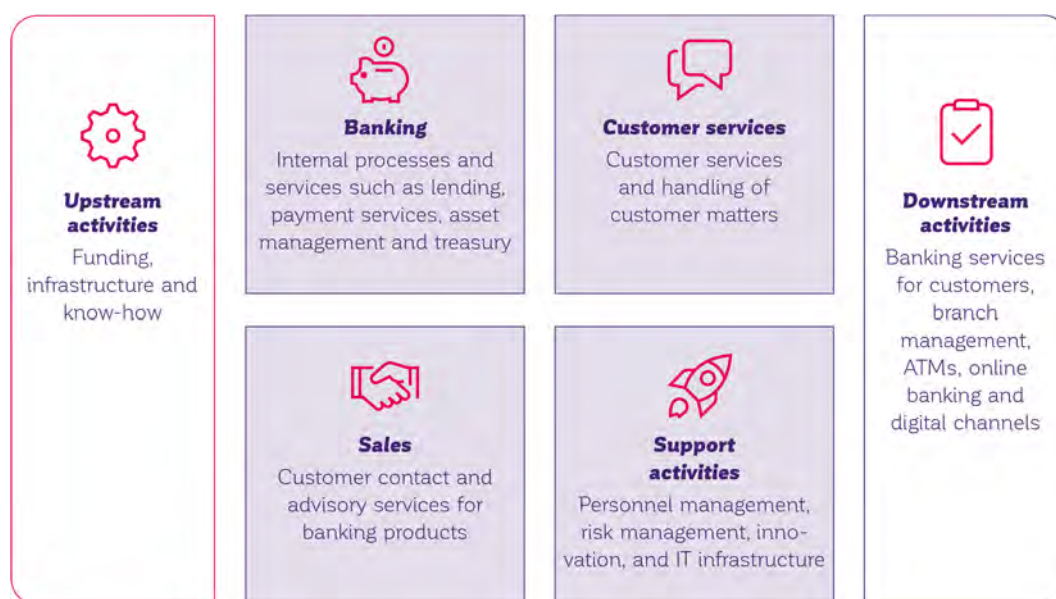 Upstream
activities
Funding,
infrastructure and
know-how
Banking
Internal processes and
services such as lending,
payment services, asset
management and treasury
Customer services
Customer services
and handling of
customer matters
Sales
Customer contact and
advisory services for
banking products
Support
activities
Personnel management,
risk management, inno-
vation, and IT infrastructure
Downstream
activities
Banking services
for customers,
branch
management,
ATMs, online
banking and
digital channels